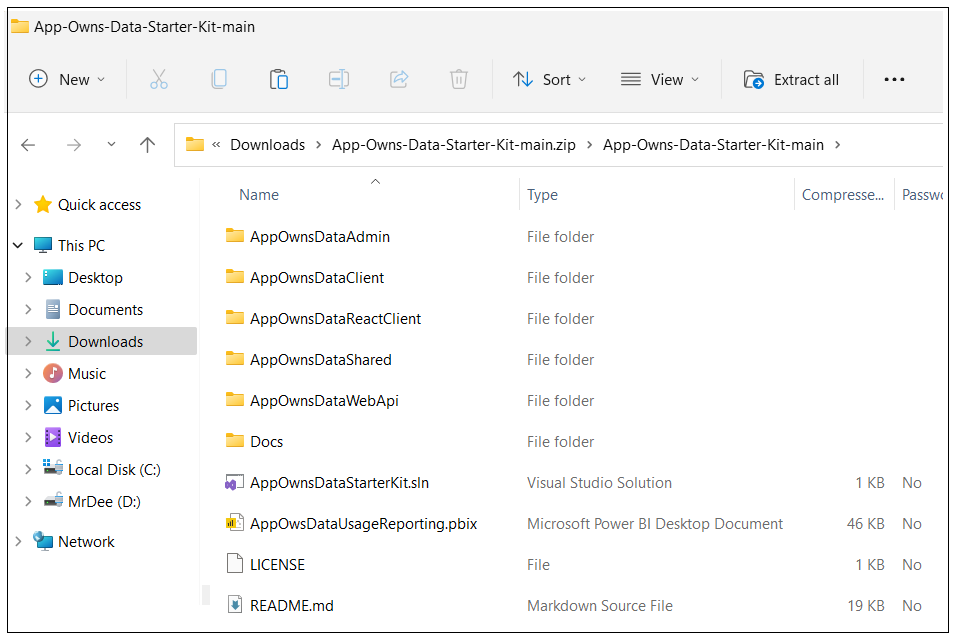 App-Owns-Data-Starter-Kit-main
New Sort View Extract all
« Downloads > App-Owns-Data-Starter-Kit-main.zip > App-Owns-Data-Starter-Kit-main >
Quick access
This PC
Desktop
Documents
Downloads
Music
Pictures
Videos
Local Disk (C:)
MrDee (D:)
Network
Name Type Compresse... Passwo
AppOwnsDataAdmin File folder
AppOwnsDataClient File folder
AppOwnsDataReactClient File folder
AppOwnsDataShared File folder
AppOwnsDataWebApi File folder
Docs File folder
AppOwnsDataStarterKit.sln Visual Studio Solution 1 KB No
AppOwsDataUsageReporting.pbix Microsoft Power BI Desktop Document 46 KB No
LICENSE File 1 KB No
README.md Markdown Source File 19 KB No